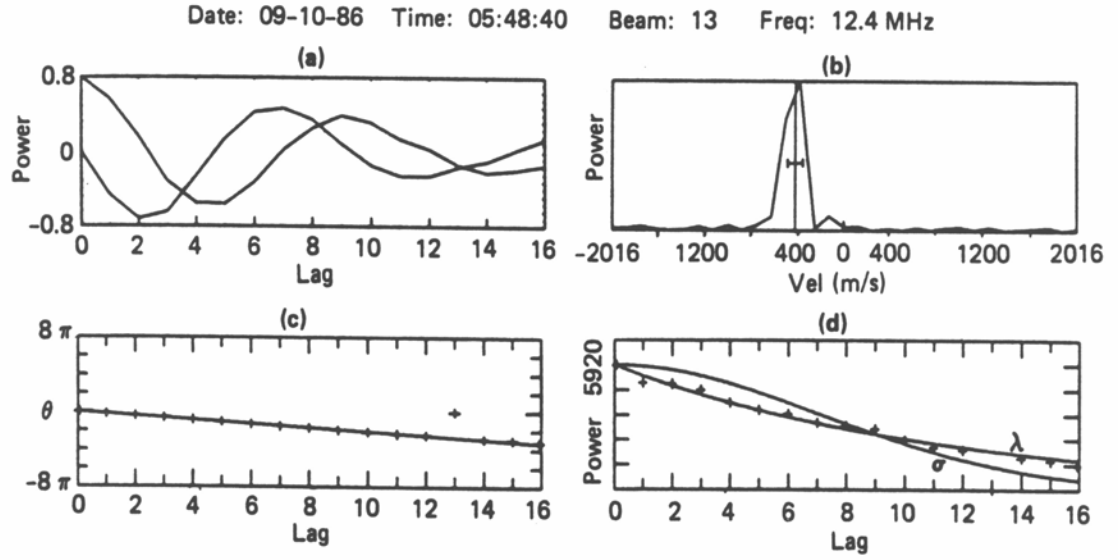 Date: 09-10-86 Time: 05:48:40 Beam: 13 Freq: 12.4 MHz
(a)
0.8
0
-0.8
Power
0 2 4 6 8 10 12 14 16
Lag
(b)
Power
-2016 1200 400 0 400 1200 2016
Vel (m/s)
(c)
8 π
θ
-8 π
0 2 4 6 8 10 12 14 16
Lag
(d)
5920
Power
λ
σ
0 2 4 6 8 10 12 14 16
Lag